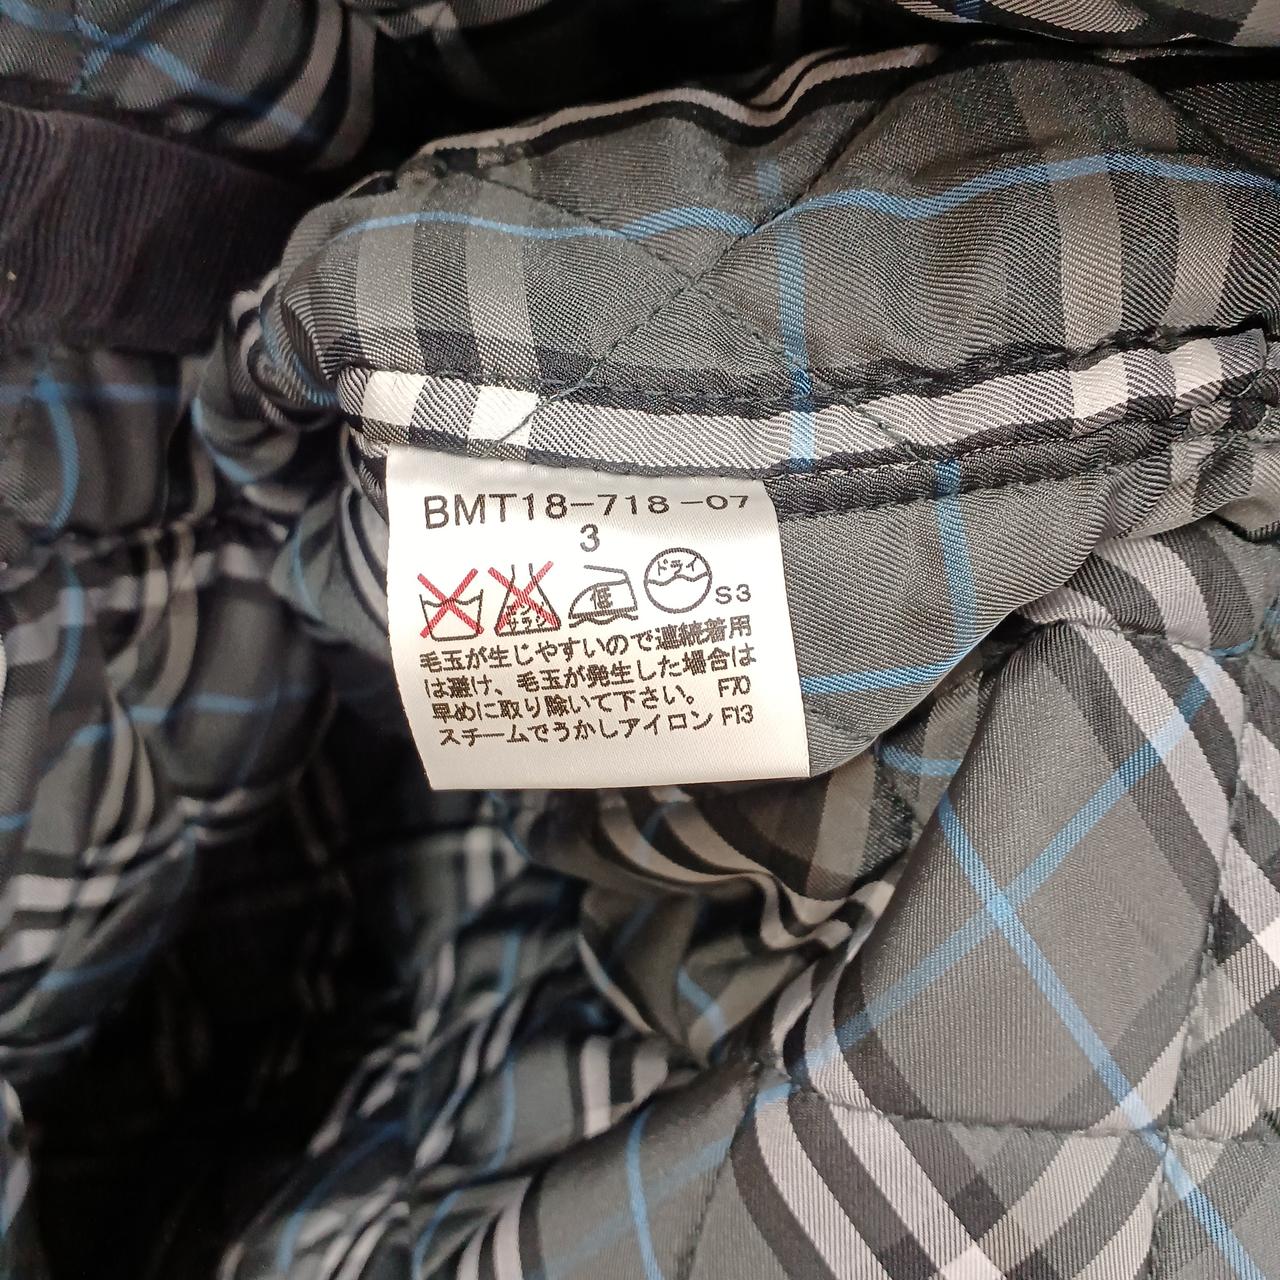 BMT18-718-07
3
エンソ
サラシ
低
ドライ
S3
毛玉が生じやすいので連続着用
は避け、毛玉が発生した場合は
早めに取り除いて下さい。 F70
スチームでうかしアイロン F13